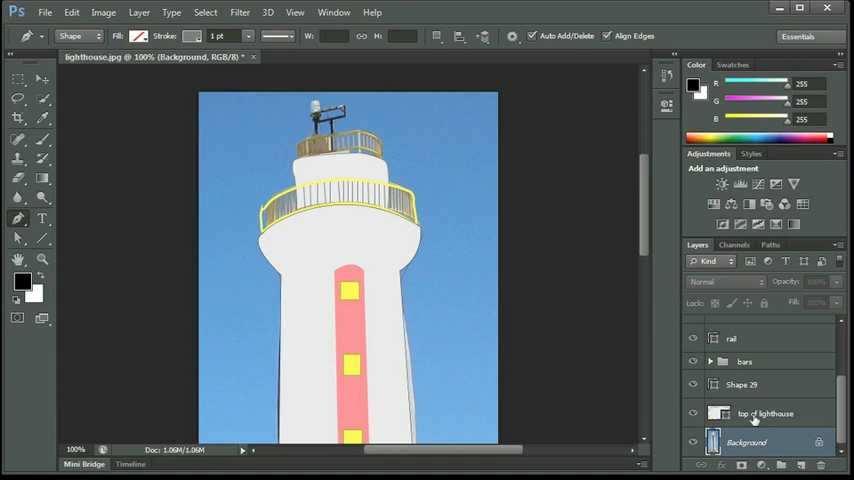 Ps File Edit Image Layer Type Select Filter 3D View Window Help
Shape Fill: Stroke: 1 pt W: H: Auto Add/Delete Align Edges Essentials
lighthouse.jpg @ 100% (Background, RGB/8) *
Color Swatches
R 255
G 255
B 255
Adjustments Styles
Add an adjustment
Layers Channels Paths
Kind
Normal Opacity: 100%
Lock: Fill: 100%
rail
bars
Shape 29
top of lighthouse
Background
100% Doc: 1.06M/1.06M
Mini Bridge Timeline